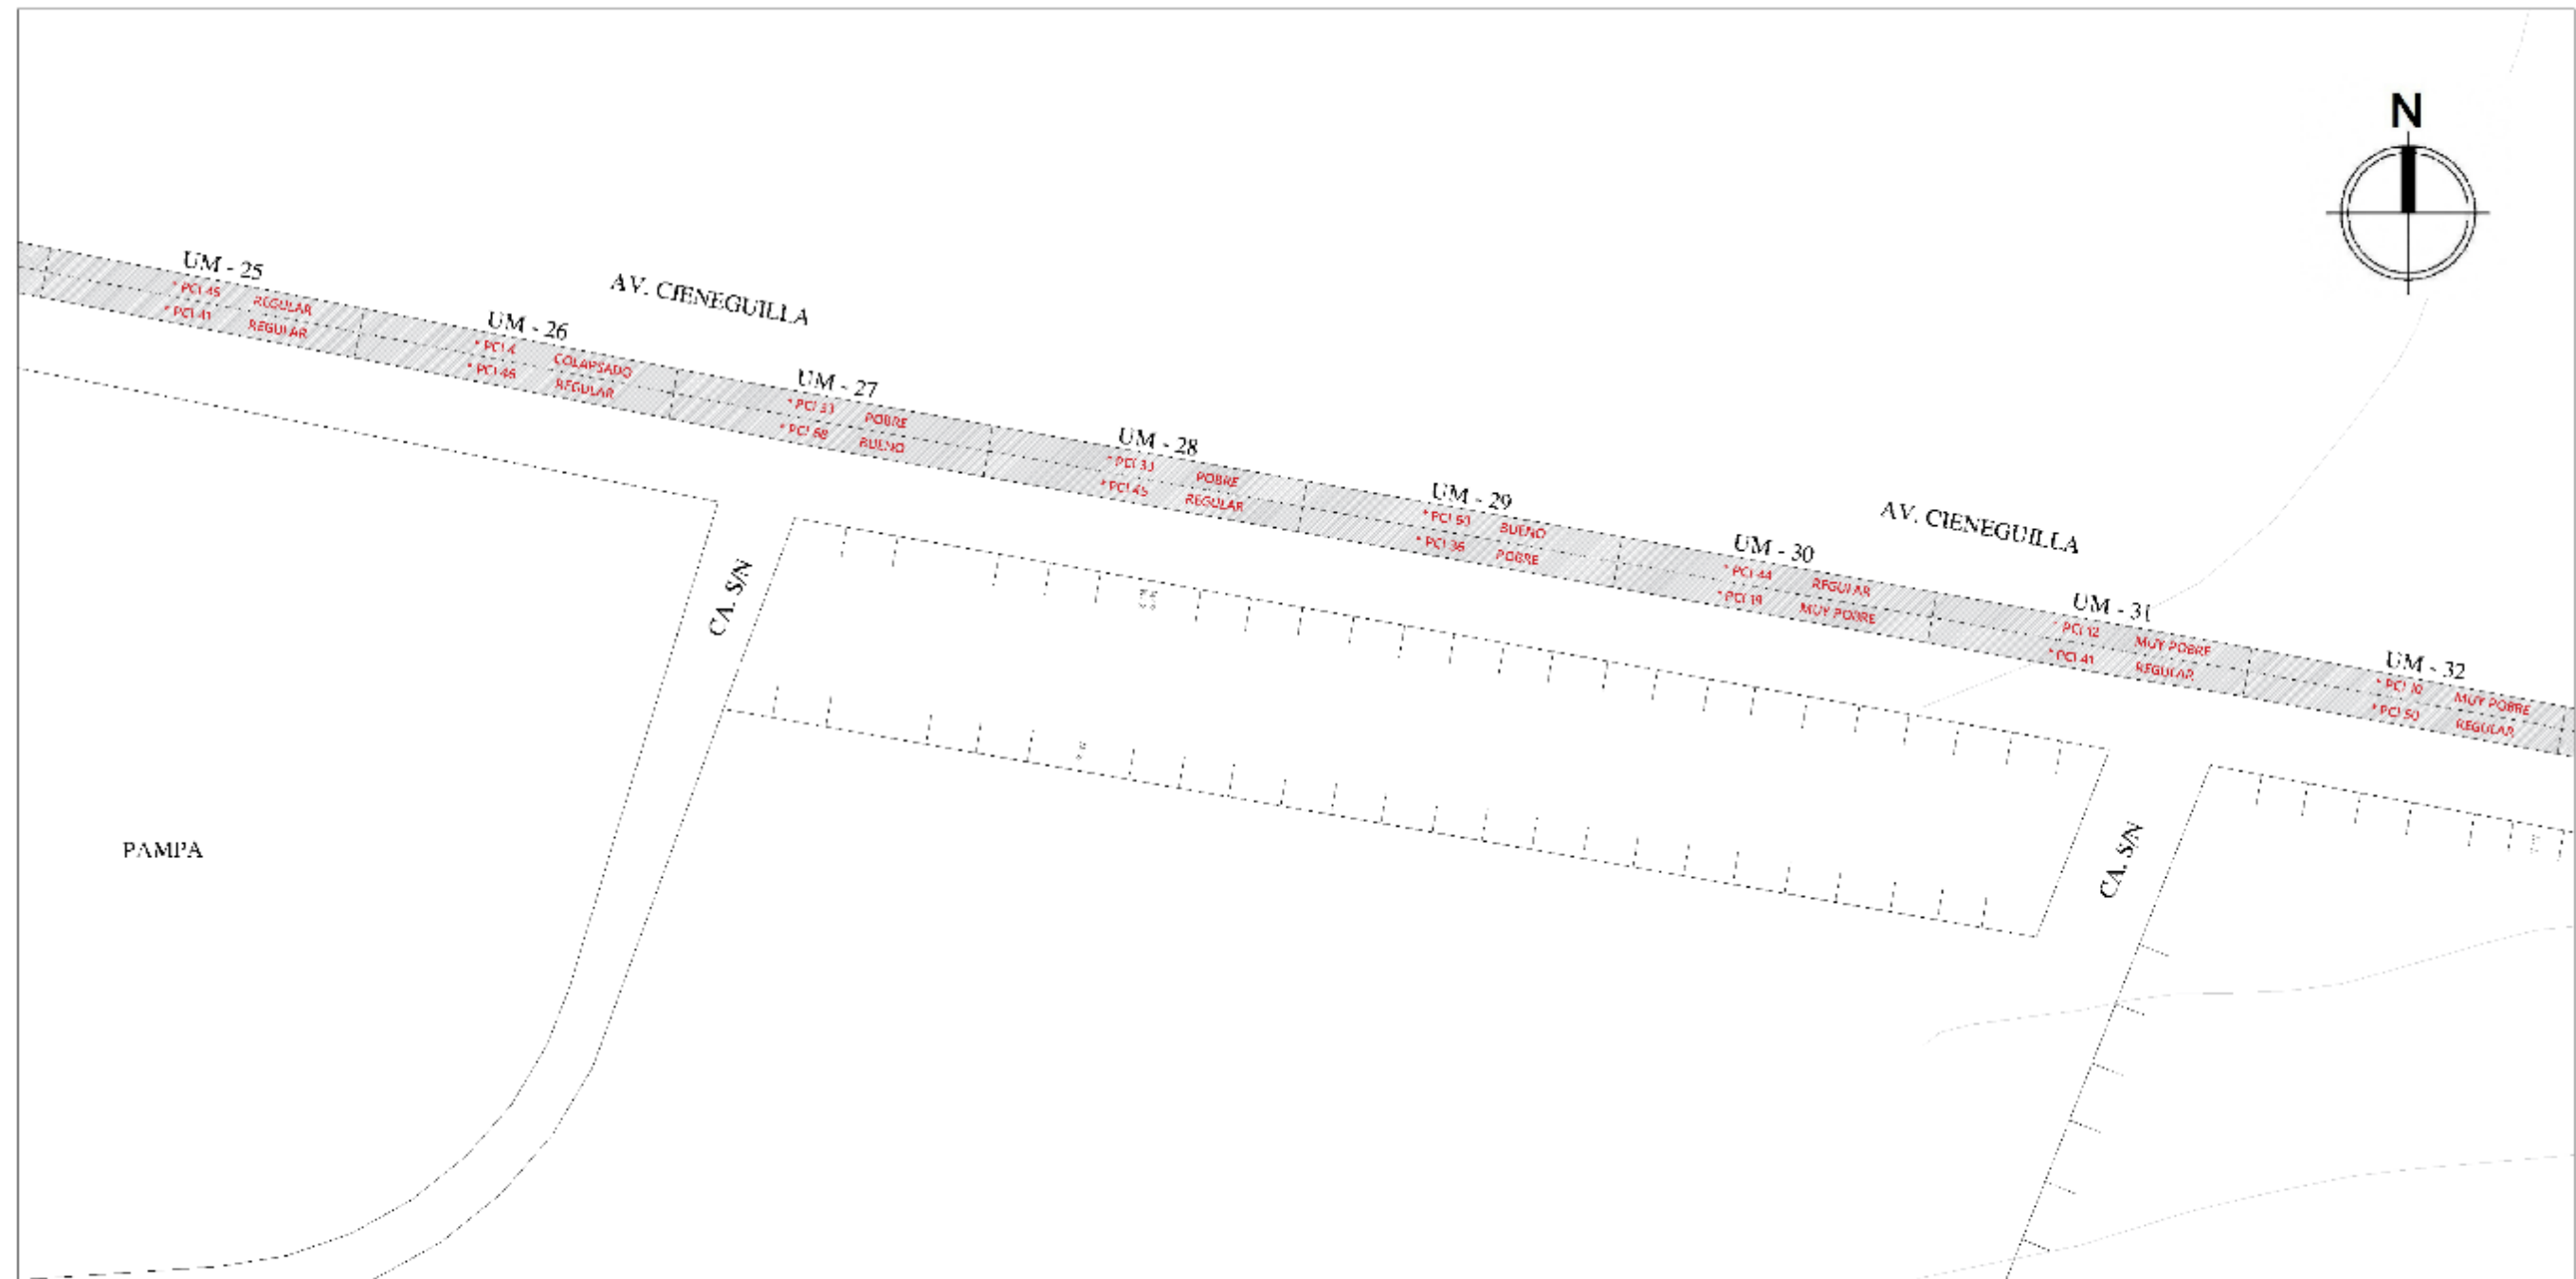 N
UM - 25
* PCI 45 REGULAR
* PCI 41 REGULAR
AV. CIENEGUILLA
UM - 26
* PCI 4 COLAPSADO
* PCI 46 REGULAR
UM - 27
* PCI 33 POBRE
* PCI 68 BUENO
UM - 28
* PCI POBRE
* PCI 45 REGULAR
UM - 29
* PCI BUENO
* PCI 36 POBRE
AV. CIENEGUILLA
UM - 30
* PCI 44 REGULAR
* PCI 19 MUY POBRE
UM - 31
* PCI 12 MUY POBRE
* PCI 41 REGULAR
UM - 32
* PCI MUY POBRE
* PCI 50 REGULAR
CA. S/N
CA. S/N
PAMPA